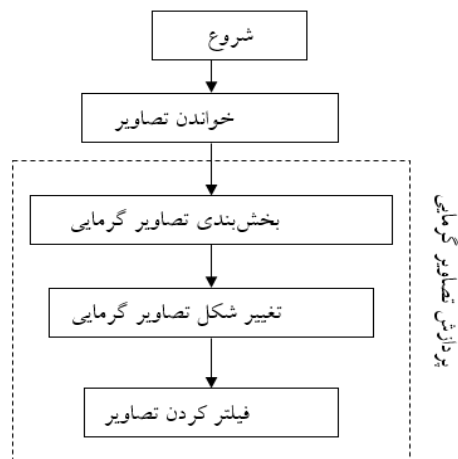 شروع
خواندن تصاویر
بخش‌بندی تصاویر گرمایی
تغییر شکل تصاویر گرمایی
فیلتر کردن تصاویر
پردازش تصاویر گرمایی